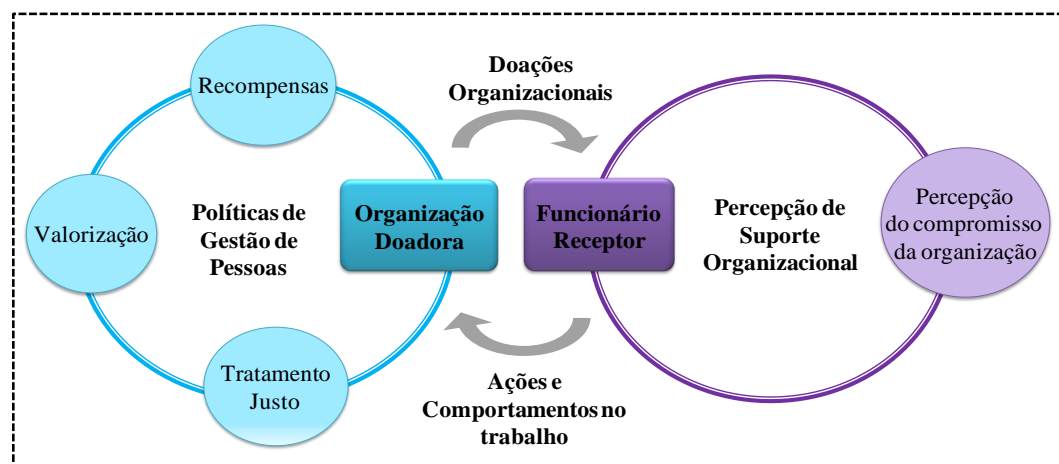 Recompensas
Valorização
Políticas de
Gestão de
Pessoas
Tratamento
Justo
Organização
Doadora
Doações
Organizacionais
Funcionário
Receptor
Ações e
Comportamentos no
trabalho
Percepção de
Suporte
Organizacional
Percepção
do compromisso
da organização